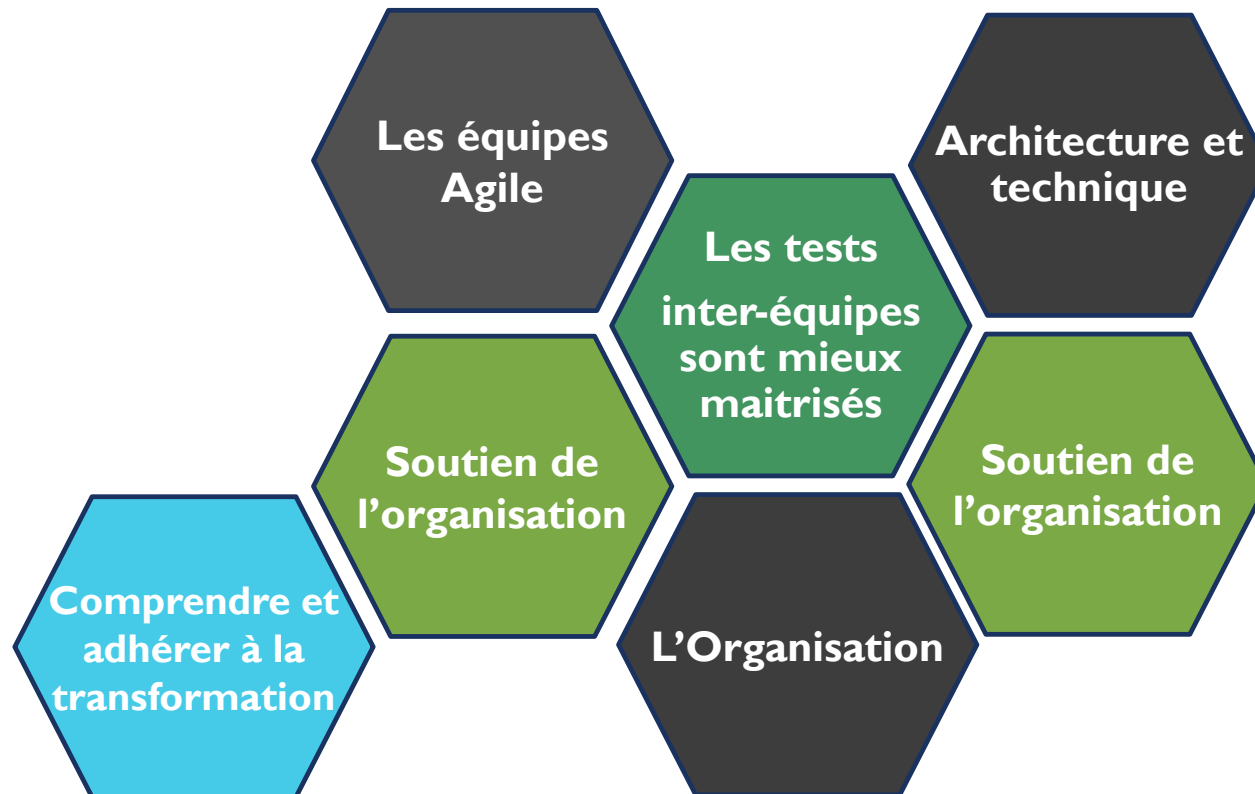 Les équipes
Agile
Architecture et
technique
Les tests
inter-équipes
sont mieux
maitrisés
Soutien de
l’organisation
Soutien de
l’organisation
Comprendre et
adhérer à la
transformation
L’Organisation